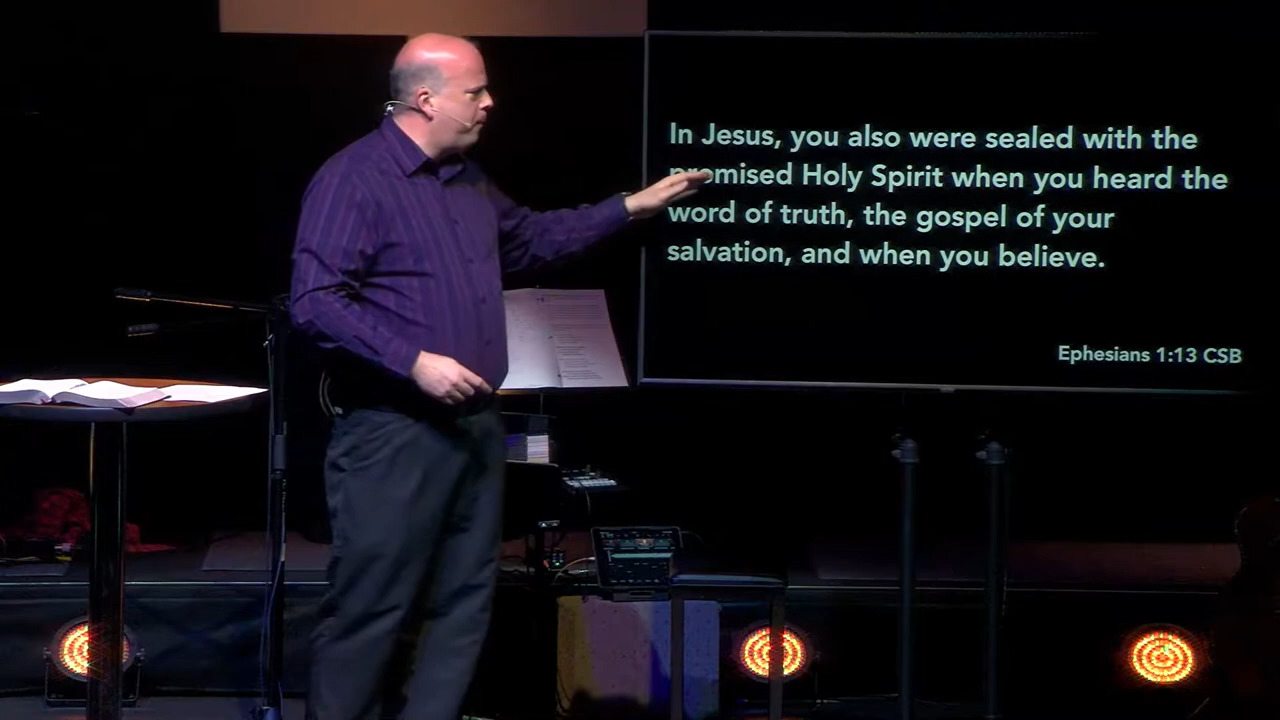 In Jesus, you also were sealed with the
promised Holy Spirit when you heard the
word of truth, the gospel of your
salvation, and when you believe.
Ephesians 1:13 CSB